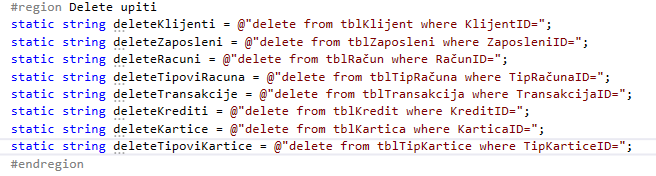 #region Delete upiti
static string deleteKlijenti = @"delete from tblKlijent where KlijentID=";
static string deleteZaposleni = @"delete from tblZaposleni where ZaposleniID=";
static string deleteRacuni = @"delete from tblRačun where RačunID=";
static string deleteTipoviRacuna = @"delete from tblTipRačuna where TipRačunaID=";
static string deleteTransakcije = @"delete from tblTransakcija where TransakcijaID=";
static string deleteKrediti = @"delete from tblKredit where KreditID=";
static string deleteKartice = @"delete from tblKartica where KarticaID=";
static string deleteTipoviKartice = @"delete from tblTipKartice where TipKarticeID=";
#endregion